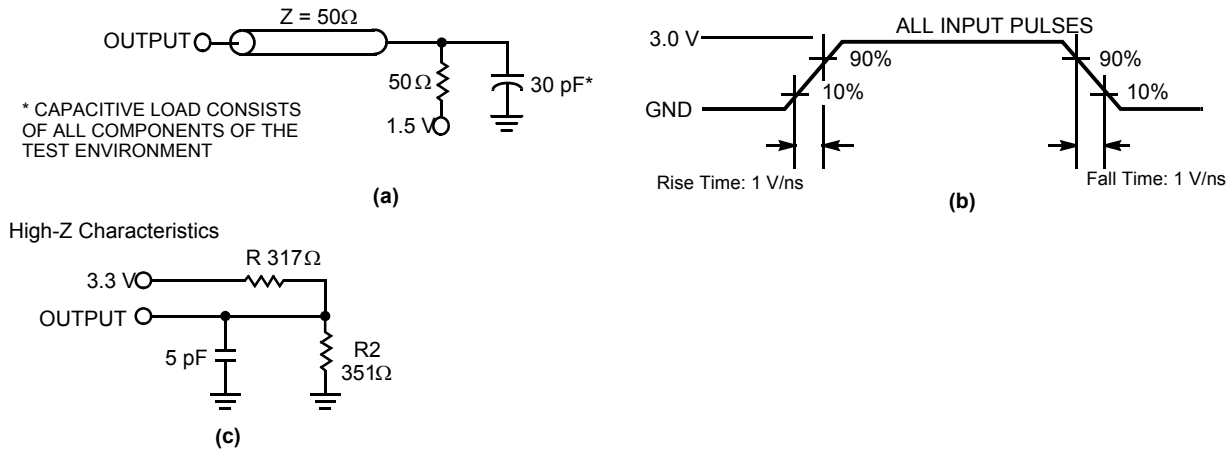 Z = 50Ω
OUTPUT
50Ω
30 pF*
1.5 V
* CAPACITIVE LOAD CONSISTS
OF ALL COMPONENTS OF THE
TEST ENVIRONMENT
(a)
ALL INPUT PULSES
3.0 V
90%
90%
10%
10%
GND
Rise Time: 1 V/ns
Fall Time: 1 V/ns
(b)
High-Z Characteristics
R 317Ω
3.3 V
OUTPUT
5 pF
R2
351Ω
(c)